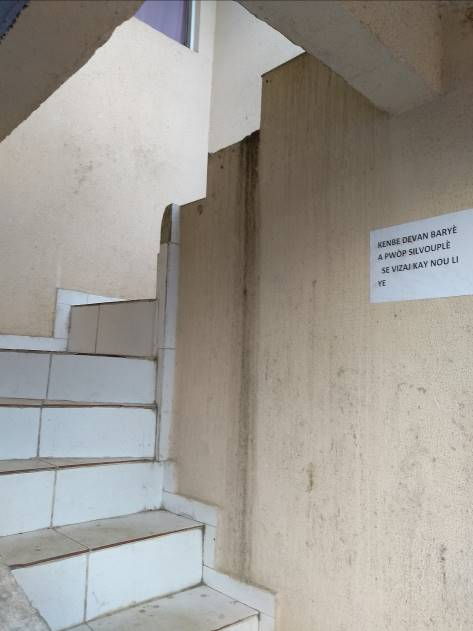 KENBE DEVAN BARYÈ
A PWÒP SILVOUPLÈ
SE VIZAJ KAY NOU LI
YE